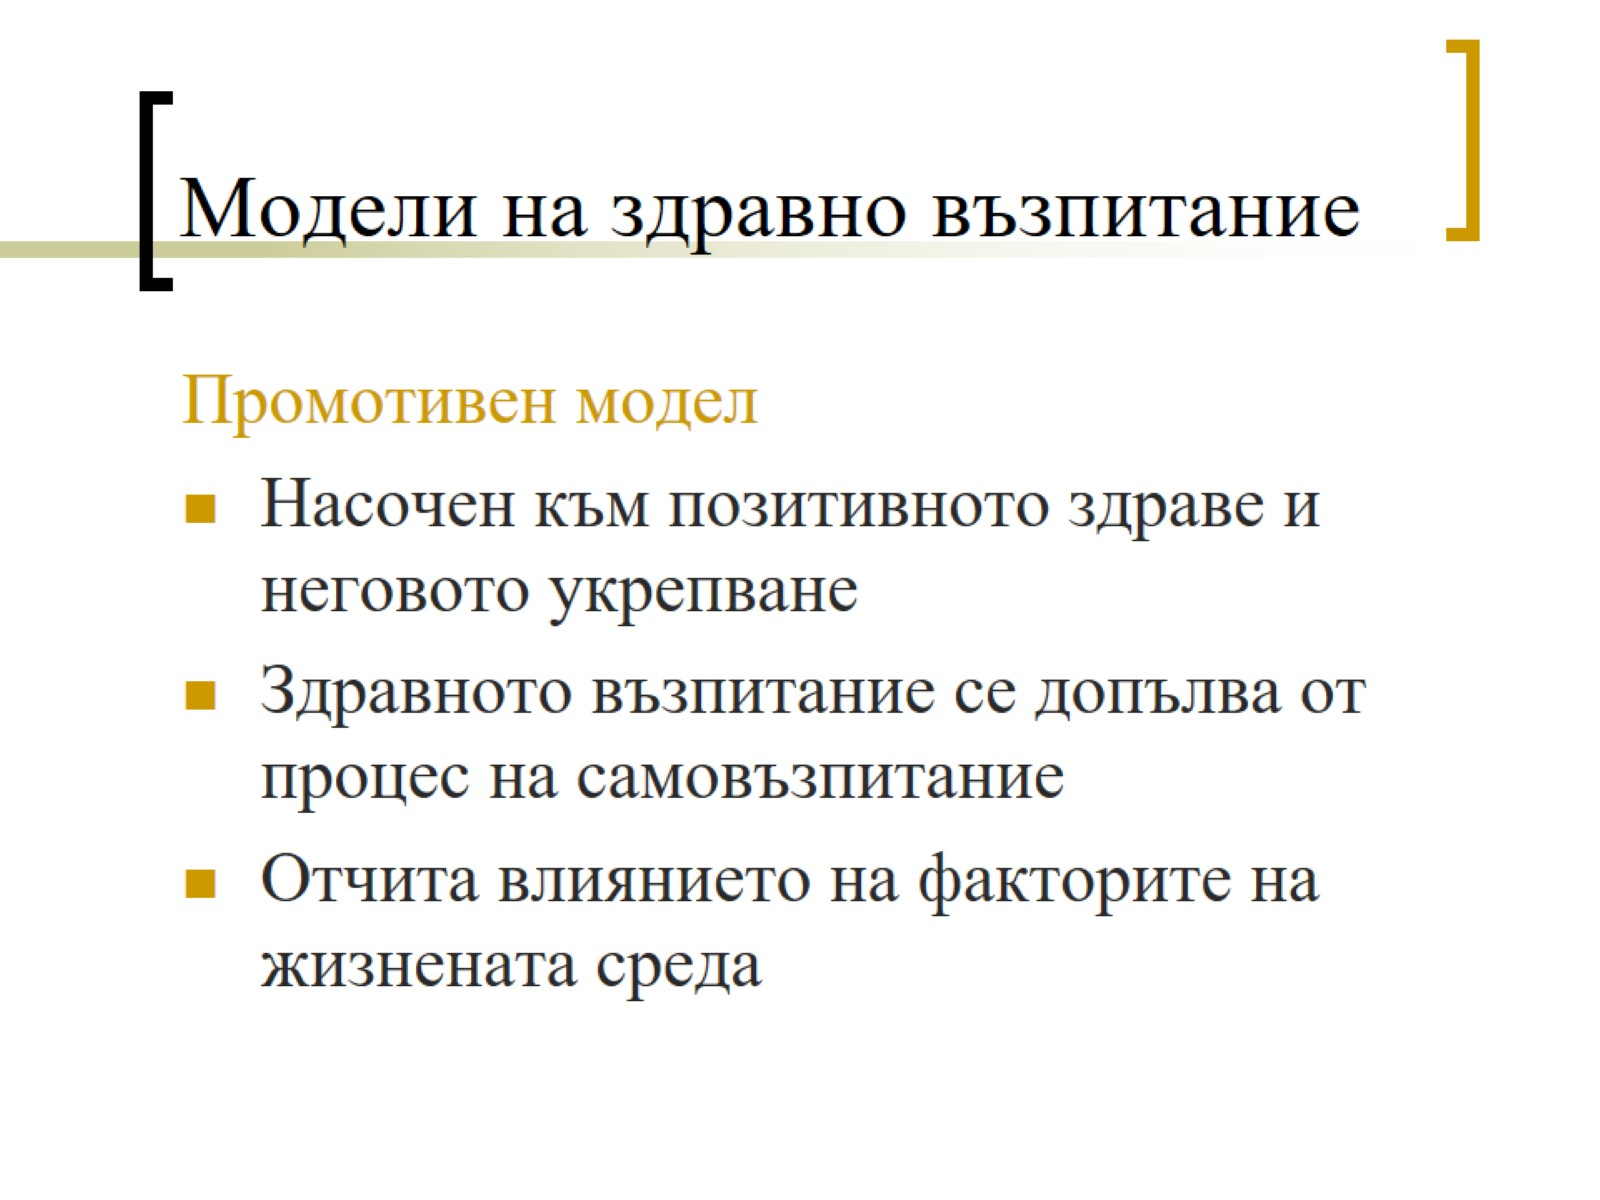 Модели на здравно възпитание
Промотивен модел
Насочен към позитивното здраве и
неговото укрепване
Здравното възпитание се допълва от
процес на самовъзпитание
Отчита влиянието на факторите на
жизнената среда